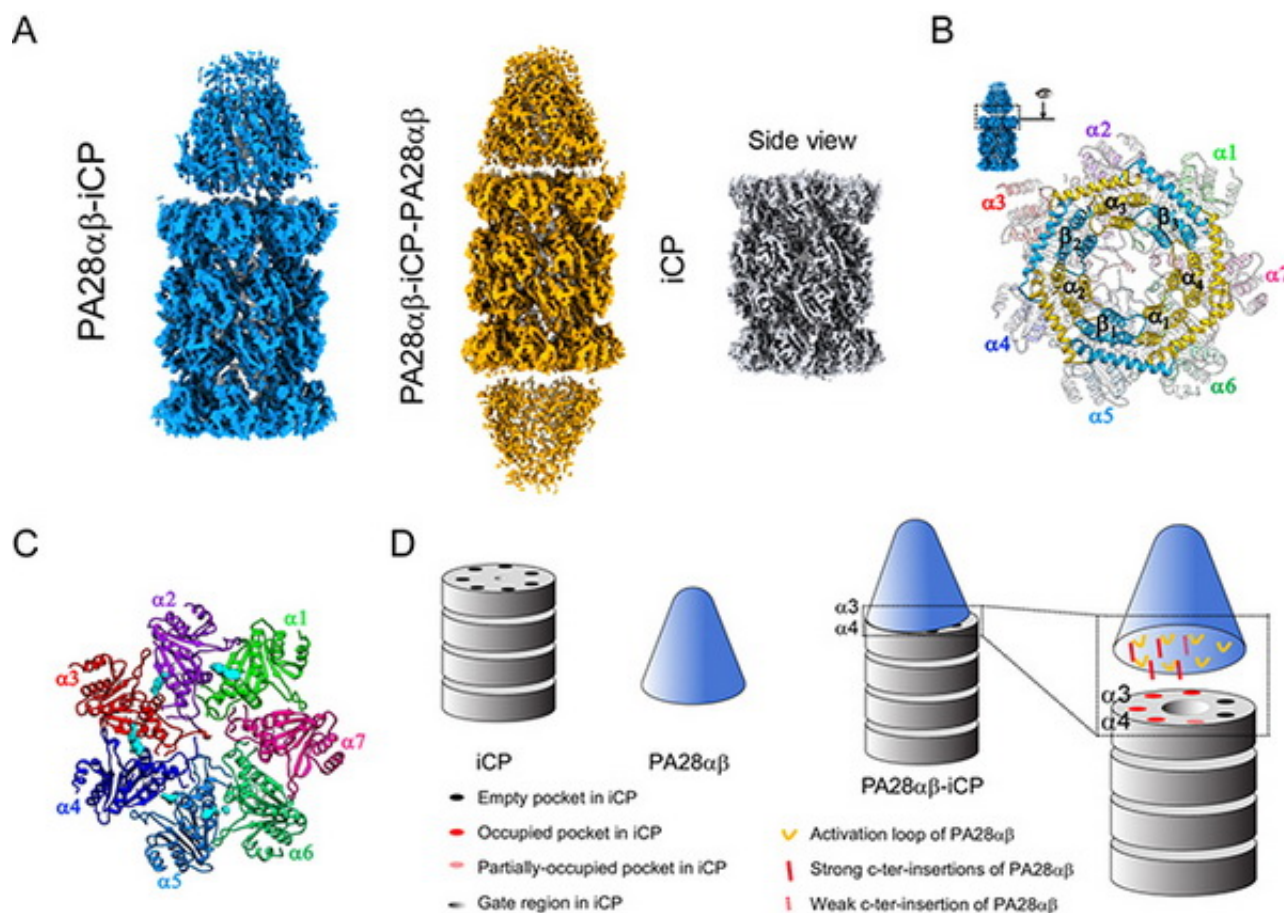 A
PA28αβ-iCP
PA28αβ-iCP-PA28αβ
iCP
Side view
B
α2
α1
α3
α3
β3
β2
α7
α2
α4
β1
α1
α4
α6
α5
C
α2
α1
α3
α7
α4
α6
α5
D
α3
α4
α3
α4
iCP
PA28αβ
PA28αβ-iCP
Empty pocket in iCP
Occupied pocket in iCP
Partially-occupied pocket in iCP
Gate region in iCP
Activation loop of PA28αβ
Strong c-ter-insertions of PA28αβ
Weak c-ter-insertion of PA28αβ